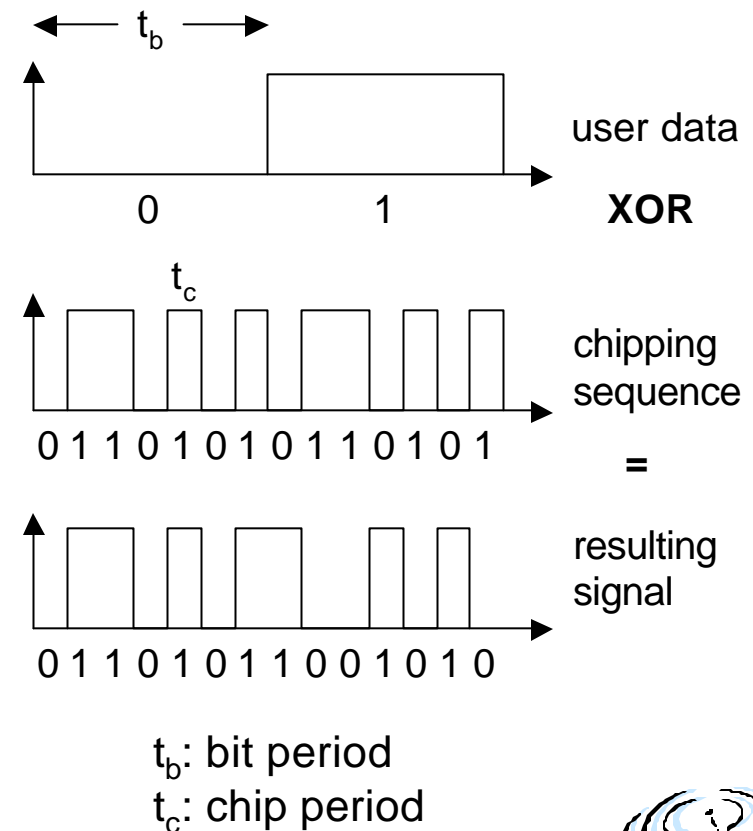 t_b
user data
0 1 XOR
t_c
chipping
sequence
0 1 1 0 1 0 1 0 1 1 0 1 0 1
=
resulting
signal
0 1 1 0 1 0 1 1 0 0 1 0 1 0
t_b: bit period
t_c: chip period